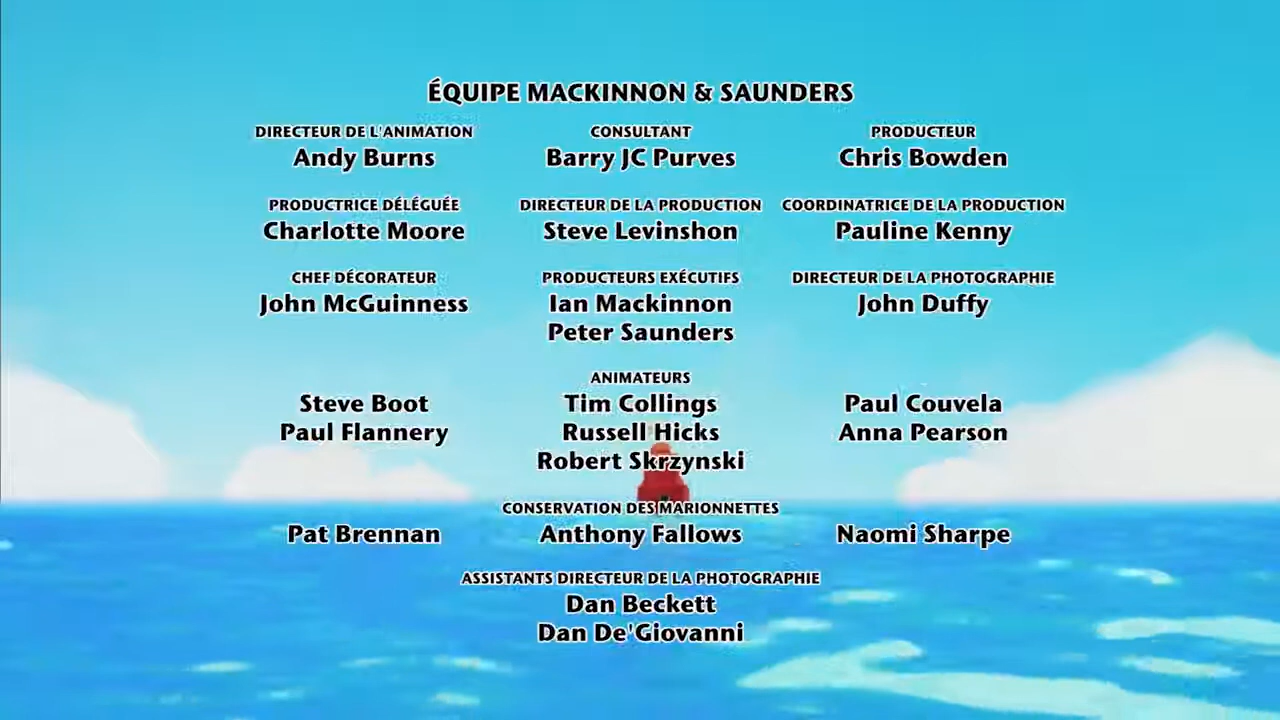 ÉQUIPE MACKINNON & SAUNDERS
DIRECTEUR DE L'ANIMATION CONSULTANT PRODUCTEUR
Andy Burns Barry JC Purves Chris Bowden
PRODUCTRICE DÉLÉGUÉE DIRECTEUR DE LA PRODUCTION COORDINATRICE DE LA PRODUCTION
Charlotte Moore Steve Levinshon Pauline Kenny
CHEF DÉCORATEUR PRODUCTEURS EXÉCUTIFS DIRECTEUR DE LA PHOTOGRAPHIE
John McGuinness Ian Mackinnon John Duffy
Peter Saunders
ANIMATEURS
Steve Boot Tim Collings Paul Couvela
Paul Flannery Russell Hicks Anna Pearson
Robert Skrzynski
CONSERVATION DES MARIONNETTES
Pat Brennan Anthony Fallows Naomi Sharpe
ASSISTANTS DIRECTEUR DE LA PHOTOGRAPHIE
Dan Beckett
Dan De'Giovanni